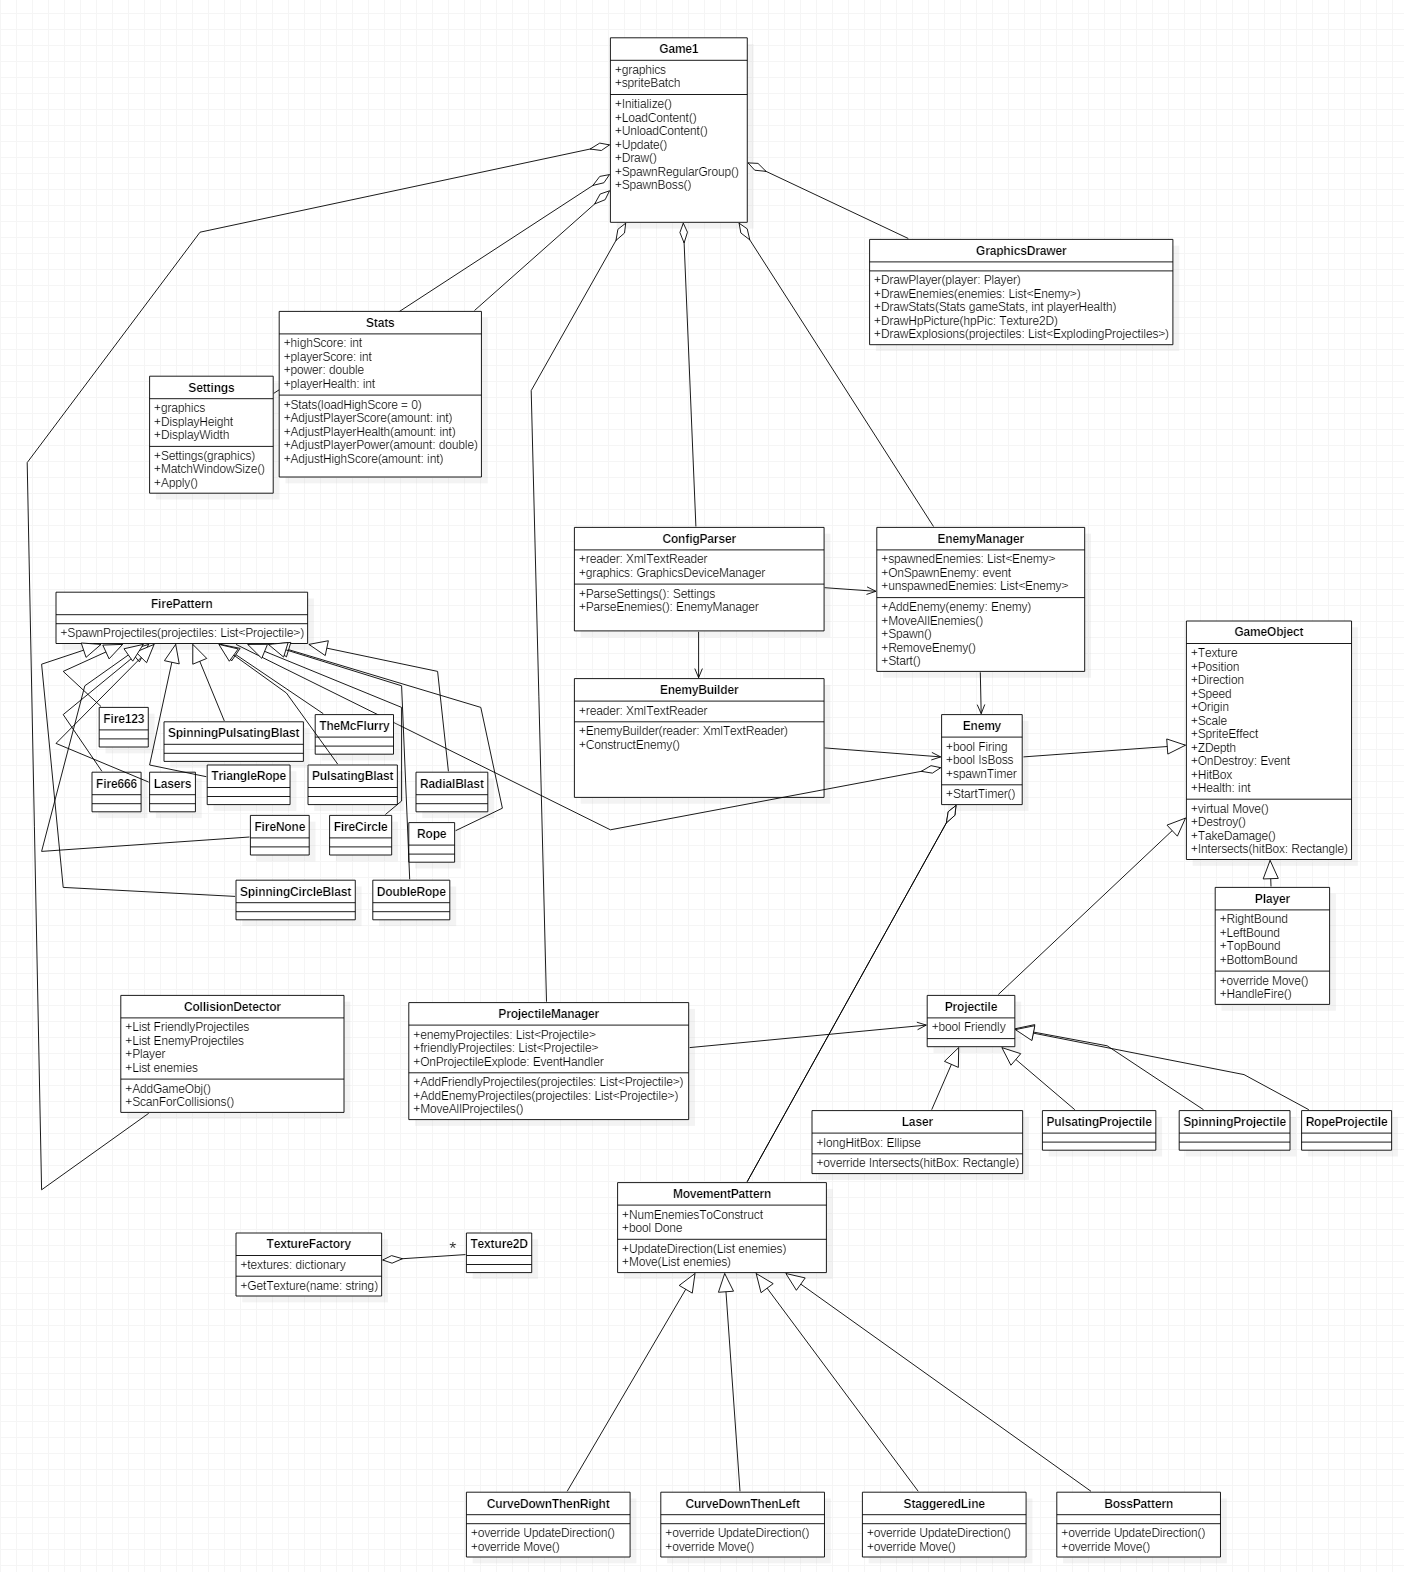 Game1
+graphics
+spriteBatch
+Initialize()
+LoadContent()
+UnloadContent()
+Update()
+Draw()
+SpawnRegularGroup()
+SpawnBoss()
GraphicsDrawer
+DrawPlayer(player: Player)
+DrawEnemies(enemies: List<Enemy>)
+DrawStats(Stats gameStats, int playerHealth)
+DrawHpPicture(hpPic: Texture2D)
+DrawExplosions(projectiles: List<ExplodingProjectiles>)
Stats
+highScore: int
+playerScore: int
+power: double
+playerHealth: int
+Stats(loadHighScore = 0)
+AdjustPlayerScore(amount: int)
+AdjustPlayerHealth(amount: int)
+AdjustPlayerPower(amount: double)
+AdjustHighScore(amount: int)
Settings
+graphics
+DisplayHeight
+DisplayWidth
+Settings(graphics)
+MatchWindowSize()
+Apply()
ConfigParser
+reader: XmlTextReader
+graphics: GraphicsDeviceManager
+ParseSettings(): Settings
+ParseEnemies(): EnemyManager
EnemyManager
+spawnedEnemies: List<Enemy>
+OnSpawnEnemy: event
+unspawnedEnemies: List<Enemy>
+AddEnemy(enemy: Enemy)
+MoveAllEnemies()
+Spawn()
+RemoveEnemy()
+Start()
FirePattern
+SpawnProjectiles(projectiles: List<Projectile>)
GameObject
+Texture
+Position
+Direction
+Speed
+Origin
+Scale
+SpriteEffect
+ZDepth
+OnDestroy: Event
+HitBox
+Health: int
+virtual Move()
+Destroy()
+TakeDamage()
+Intersects(hitBox: Rectangle)
EnemyBuilder
+reader: XmlTextReader
+EnemyBuilder(reader: XmlTextReader)
+ConstructEnemy()
Enemy
+bool Firing
+bool IsBoss
+spawnTimer
+StartTimer()
Fire123
SpinningPulsatingBlast
TheMcFlurry
Fire666
Lasers
TriangleRope
PulsatingBlast
RadialBlast
FireNone
FireCircle
Rope
SpinningCircleBlast
DoubleRope
Player
+RightBound
+LeftBound
+TopBound
+BottomBound
+override Move()
+HandleFire()
CollisionDetector
+List FriendlyProjectiles
+List EnemyProjectiles
+Player
+List enemies
+AddGameObj()
+ScanForCollisions()
ProjectileManager
+enemyProjectiles: List<Projectile>
+friendlyProjectiles: List<Projectile>
+OnProjectileExplode: EventHandler
+AddFriendlyProjectiles(projectiles: List<Projectile>)
+AddEnemyProjectiles(projectiles: List<Projectile>)
+MoveAllProjectiles()
Projectile
+bool Friendly
Laser
+longHitBox: Ellipse
+override Intersects(hitBox: Rectangle)
PulsatingProjectile
SpinningProjectile
RopeProjectile
MovementPattern
+NumEnemiesToConstruct
+bool Done
+UpdateDirection(List enemies)
+Move(List enemies)
TextureFactory
+textures: dictionary
+GetTexture(name: string)
*
Texture2D
CurveDownThenRight
+override UpdateDirection()
+override Move()
CurveDownThenLeft
+override UpdateDirection()
+override Move()
StaggeredLine
+override UpdateDirection()
+override Move()
BossPattern
+override UpdateDirection()
+override Move()